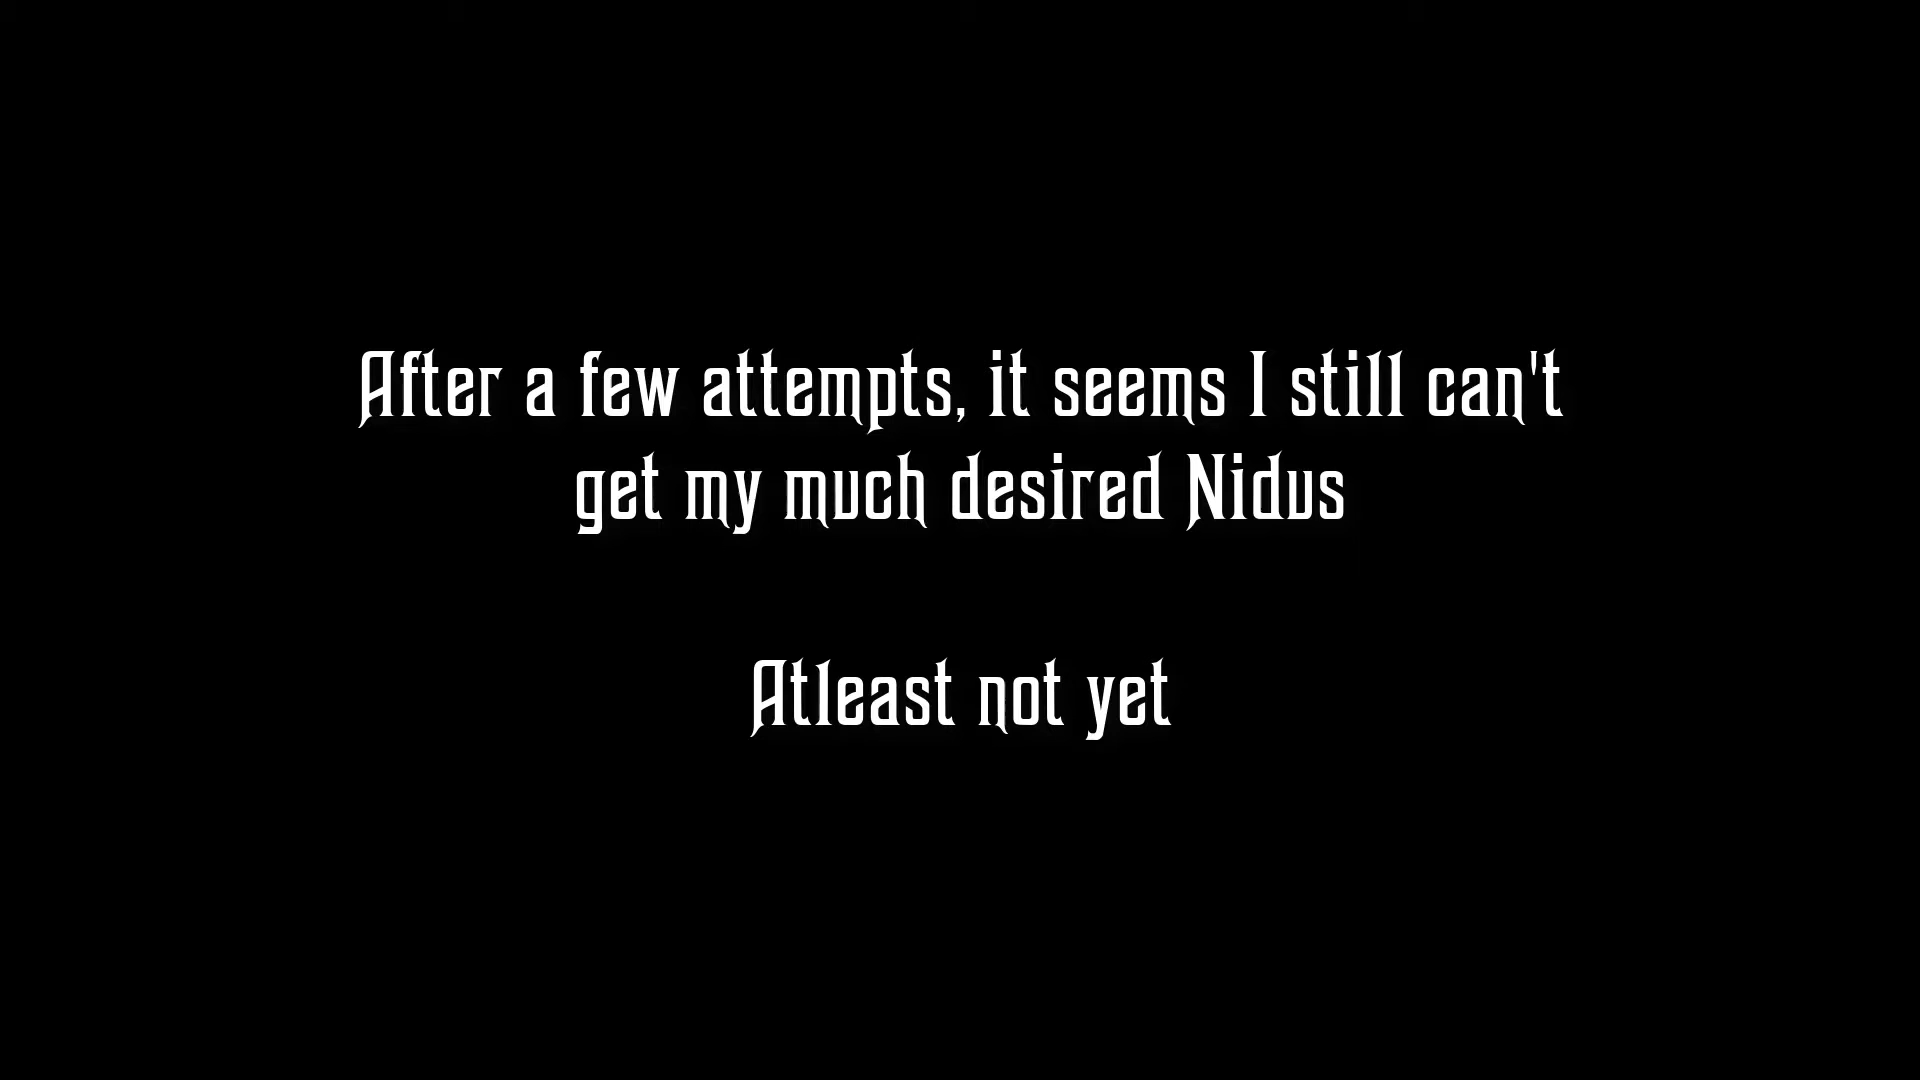 After a few attempts, it seems I still can't
get my much desired Nidus
Atleast not yet